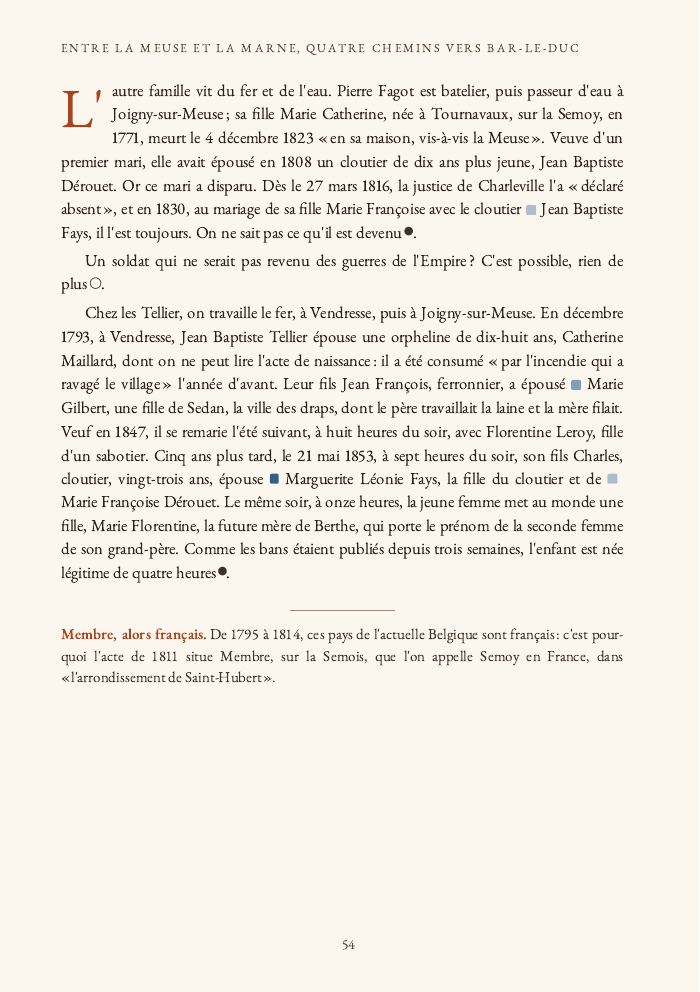 ENTRE LA MEUSE ET LA MARNE, QUATRE CHEMINS VERS BAR-LE-DUC
L'autre famille vit du fer et de l'eau. Pierre Fagot est batelier, puis passeur d'eau à
Joigny-sur-Meuse ; sa fille Marie Catherine, née à Tournavaux, sur la Semoy, en
1771, meurt le 4 décembre 1823 « en sa maison, vis-à-vis la Meuse ». Veuve d'un
premier mari, elle avait épousé en 1808 un cloutier de dix ans plus jeune, Jean Baptiste
Dérouet. Or ce mari a disparu. Dès le 27 mars 1816, la justice de Charleville l'a « déclaré
absent », et en 1830, au mariage de sa fille Marie Françoise avec le cloutier Jean Baptiste
Fays, il l'est toujours. On ne sait pas ce qu'il est devenu●.
Un soldat qui ne serait pas revenu des guerres de l'Empire ? C'est possible, rien de
plus○.
Chez les Tellier, on travaille le fer, à Vendresse, puis à Joigny-sur-Meuse. En décembre
1793, à Vendresse, Jean Baptiste Tellier épouse une orpheline de dix-huit ans, Catherine
Maillard, dont on ne peut lire l'acte de naissance : il a été consumé « par l'incendie qui a
ravagé le village » l'année d'avant. Leur fils Jean François, ferronnier, a épousé Marie
Gilbert, une fille de Sedan, la ville des draps, dont le père travaillait la laine et la mère filait.
Veuf en 1847, il se remarie l'été suivant, à huit heures du soir, avec Florentine Leroy, fille
d'un sabotier. Cinq ans plus tard, le 21 mai 1853, à sept heures du soir, son fils Charles,
cloutier, vingt-trois ans, épouse Marguerite Léonie Fays, la fille du cloutier et de
Marie Françoise Dérouet. Le même soir, à onze heures, la jeune femme met au monde une
fille, Marie Florentine, la future mère de Berthe, qui porte le prénom de la seconde femme
de son grand-père. Comme les bans étaient publiés depuis trois semaines, l'enfant est née
légitime de quatre heures●.
Membre, alors français. De 1795 à 1814, ces pays de l'actuelle Belgique sont français : c'est pour-
quoi l'acte de 1811 situe Membre, sur la Semois, que l'on appelle Semoy en France, dans
« l'arrondissement de Saint-Hubert ».
54